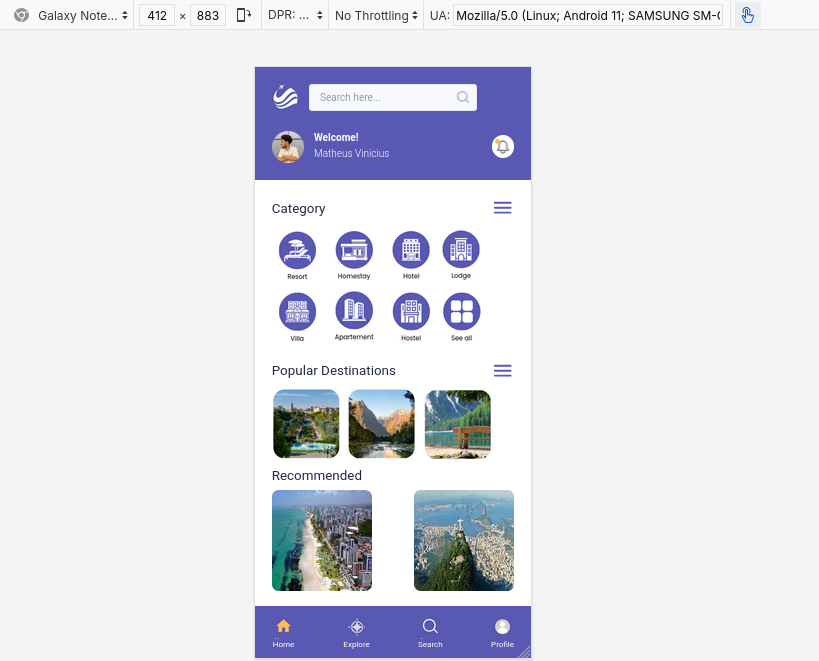 Galaxy Note... 412 × 883 DPR: ... No Throttling UA: Mozilla/5.0 (Linux; Android 11; SAMSUNG SM-
Search here...
Welcome!
Matheus Vinicius
Category
Resort Homestay Hotel Lodge
Villa Apartement Hostel See all
Popular Destinations
Recommended
Home Explore Search Profile